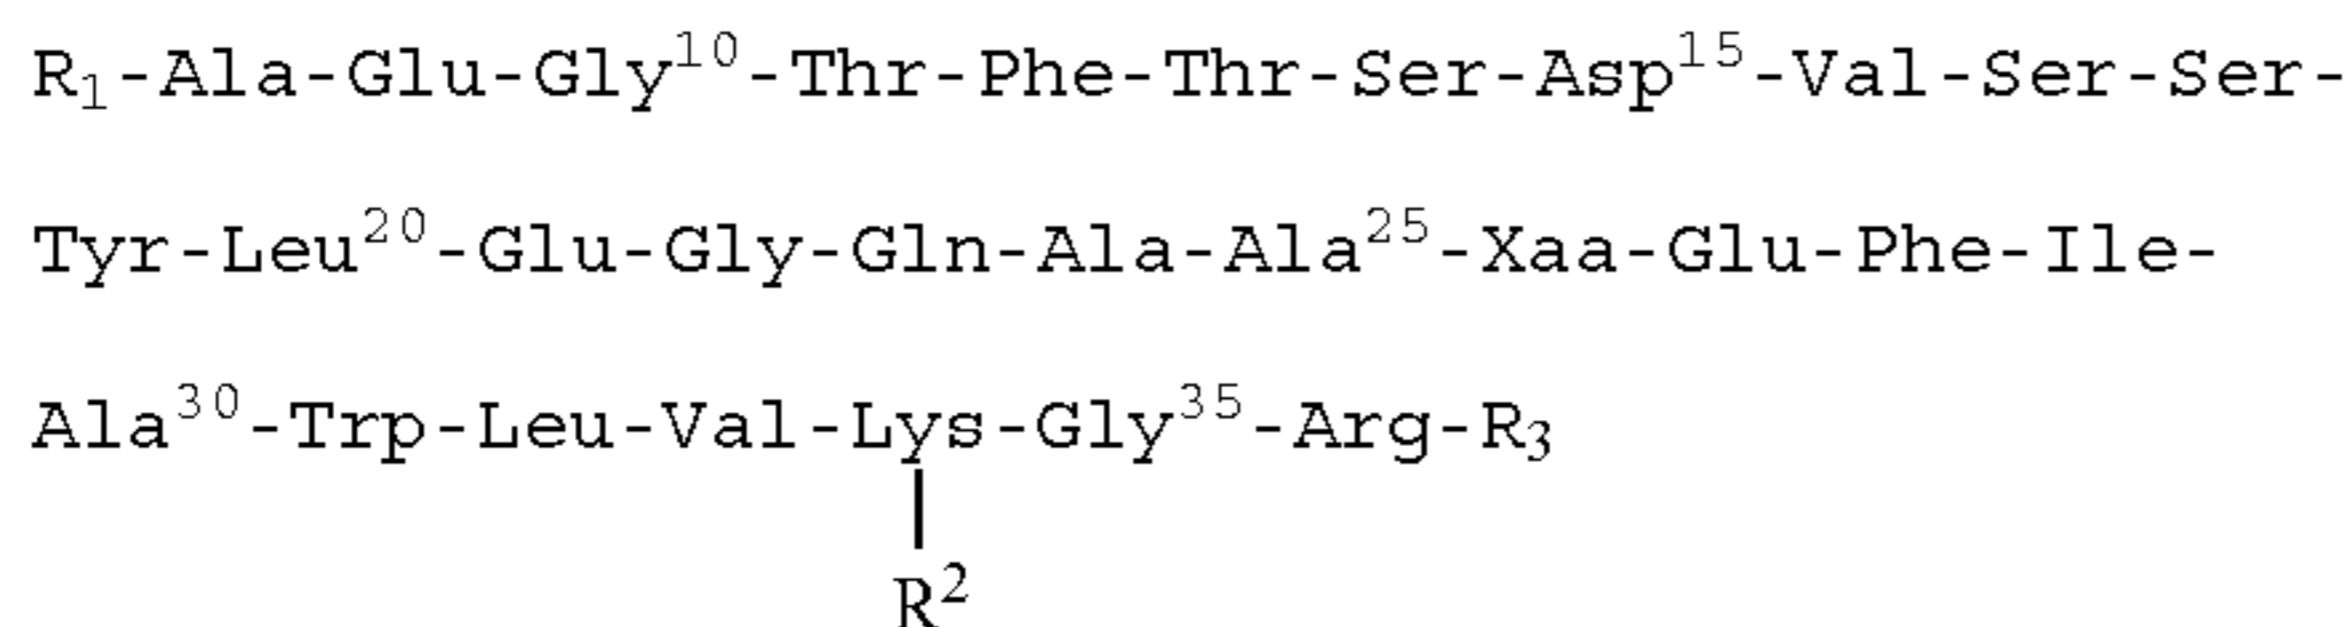 R₁-Ala-Glu-Gly¹⁰-Thr-Phe-Thr-Ser-Asp¹⁵-Val-Ser-Ser-
Tyr-Leu²⁰-Glu-Gly-Gln-Ala-Ala²⁵-Xaa-Glu-Phe-Ile-
Ala³⁰-Trp-Leu-Val-Lys-Gly³⁵-Arg-R₃
R²